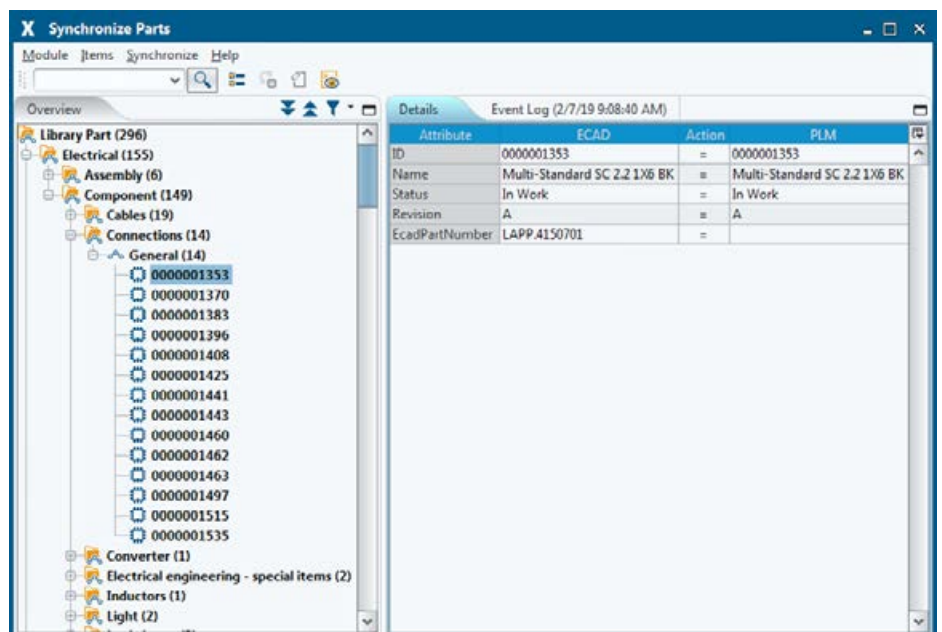 X Synchronize Parts
Module Items Synchronize Help
Overview
Library Part (296)
Electrical (155)
Assembly (6)
Component (149)
Cables (19)
Connections (14)
General (14)
0000001353
0000001370
0000001383
0000001396
0000001408
0000001425
0000001441
0000001443
0000001460
0000001462
0000001463
0000001497
0000001515
0000001535
Converter (1)
Electrical engineering - special items (2)
Inductors (1)
Light (2)
Details Event Log (2/7/19 9:08:40 AM)
Attribute ECAD Action PLM
ID 0000001353 = 0000001353
Name Multi-Standard SC 2.2 1X6 BK = Multi-Standard SC 2.2 1X6 BK
Status In Work = In Work
Revision A = A
EcadPartNumber LAPP.4150701 =